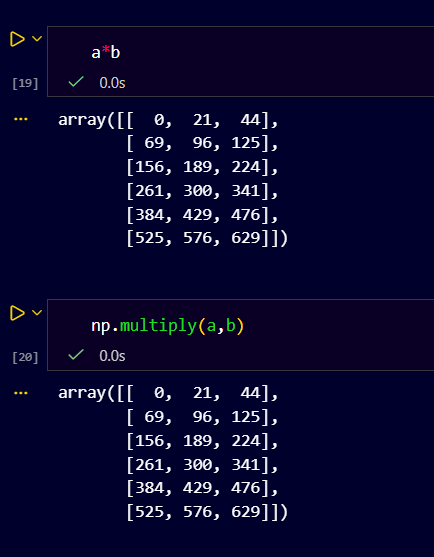 a*b
[19]
0.0s
array([[  0,  21,  44],
       [ 69,  96, 125],
       [156, 189, 224],
       [261, 300, 341],
       [384, 429, 476],
       [525, 576, 629]])
np.multiply(a,b)
[20]
0.0s
array([[  0,  21,  44],
       [ 69,  96, 125],
       [156, 189, 224],
       [261, 300, 341],
       [384, 429, 476],
       [525, 576, 629]])